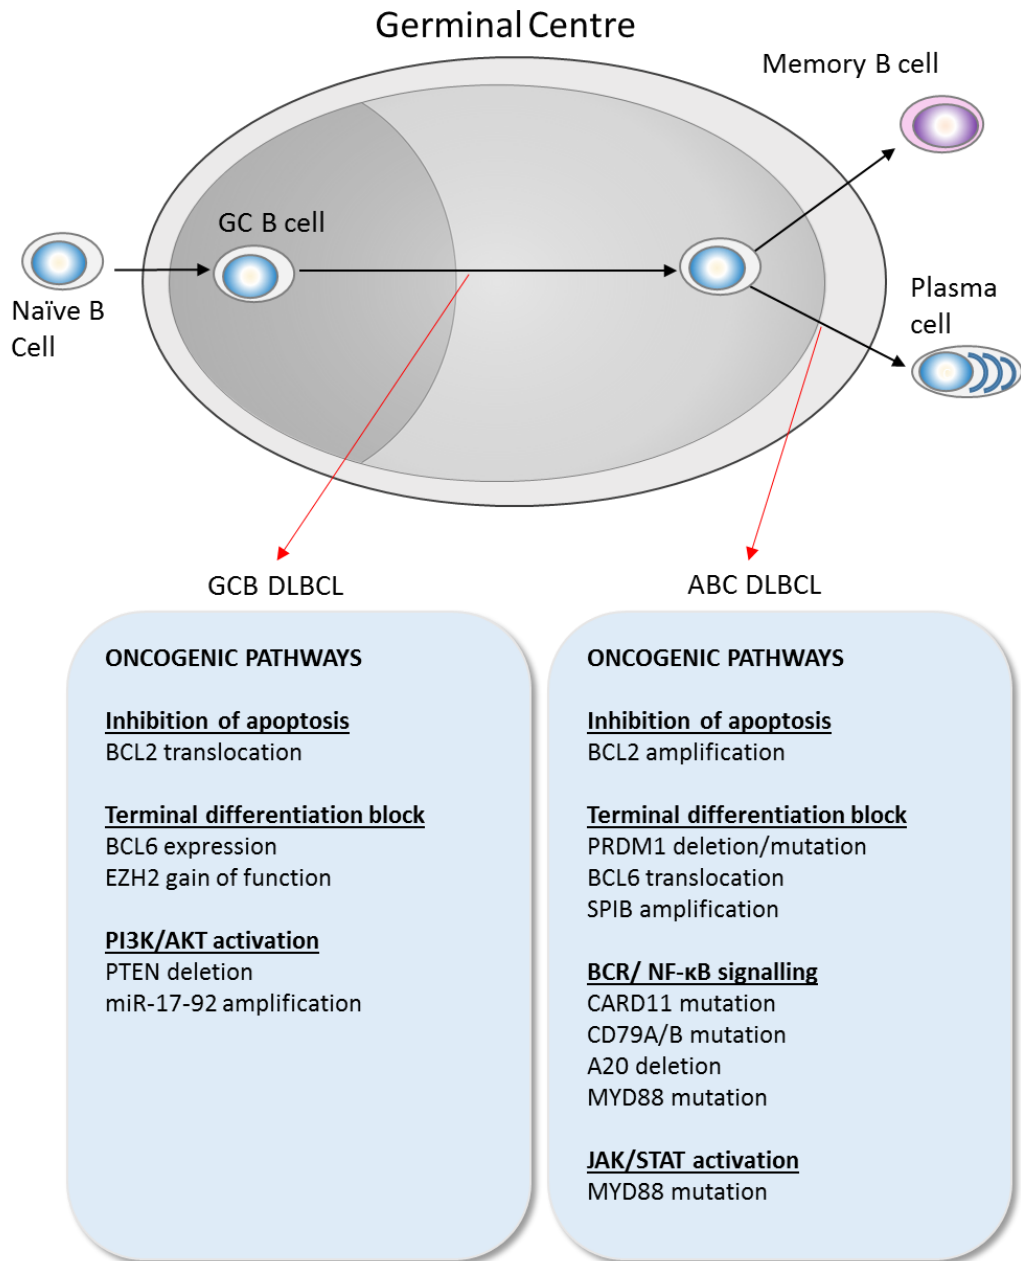 Germinal Centre
Memory B cell
GC B cell
Naïve B
Cell
Plasma
cell
GCB DLBCL
ONCOGENIC PATHWAYS
Inhibition of apoptosis
BCL2 translocation
Terminal differentiation block
BCL6 expression
EZH2 gain of function
PI3K/AKT activation
PTEN deletion
miR-17-92 amplification
ABC DLBCL
ONCOGENIC PATHWAYS
Inhibition of apoptosis
BCL2 amplification
Terminal differentiation block
PRDM1 deletion/mutation
BCL6 translocation
SPIB amplification
BCR/ NF-κB signalling
CARD11 mutation
CD79A/B mutation
A20 deletion
MYD88 mutation
JAK/STAT activation
MYD88 mutation